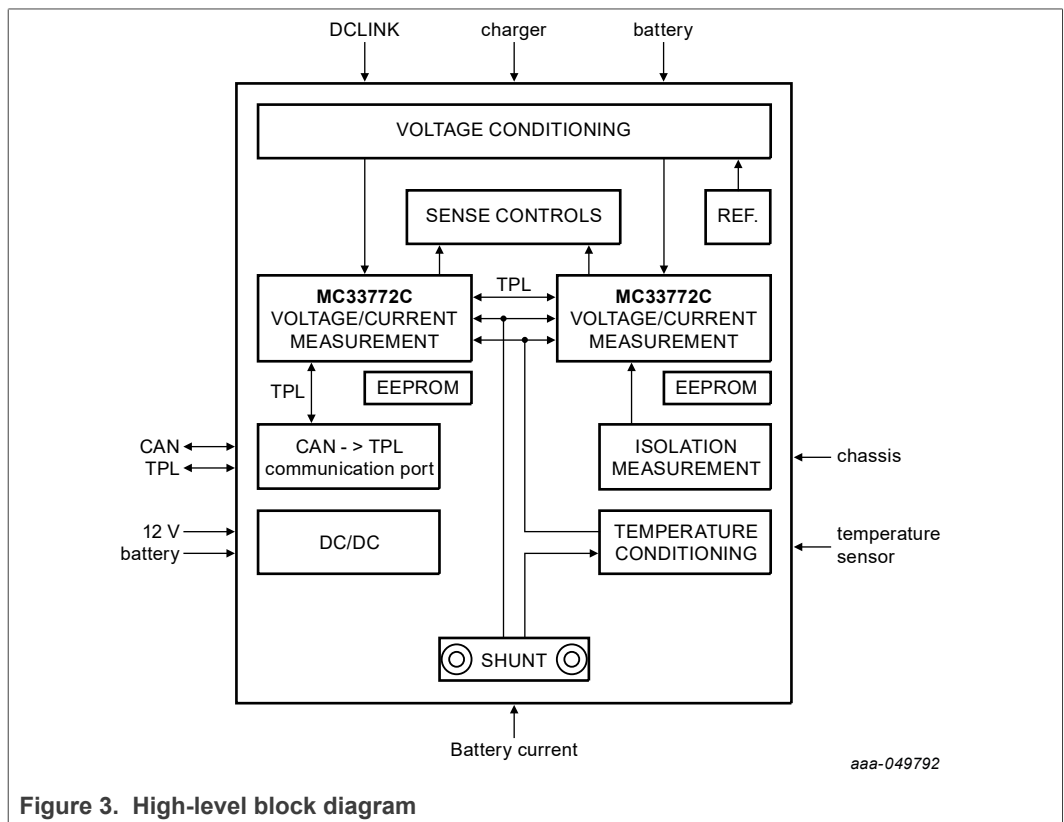 DCLINK
charger
battery
VOLTAGE CONDITIONING
SENSE CONTROLS
REF.
MC33772C
VOLTAGE/CURRENT
MEASUREMENT
TPL
MC33772C
VOLTAGE/CURRENT
MEASUREMENT
TPL
EEPROM
EEPROM
CAN
TPL
CAN - > TPL
communication port
ISOLATION
MEASUREMENT
chassis
12 V
battery
DC/DC
TEMPERATURE
CONDITIONING
temperature
sensor
SHUNT
Battery current
aaa-049792
Figure 3. High-level block diagram